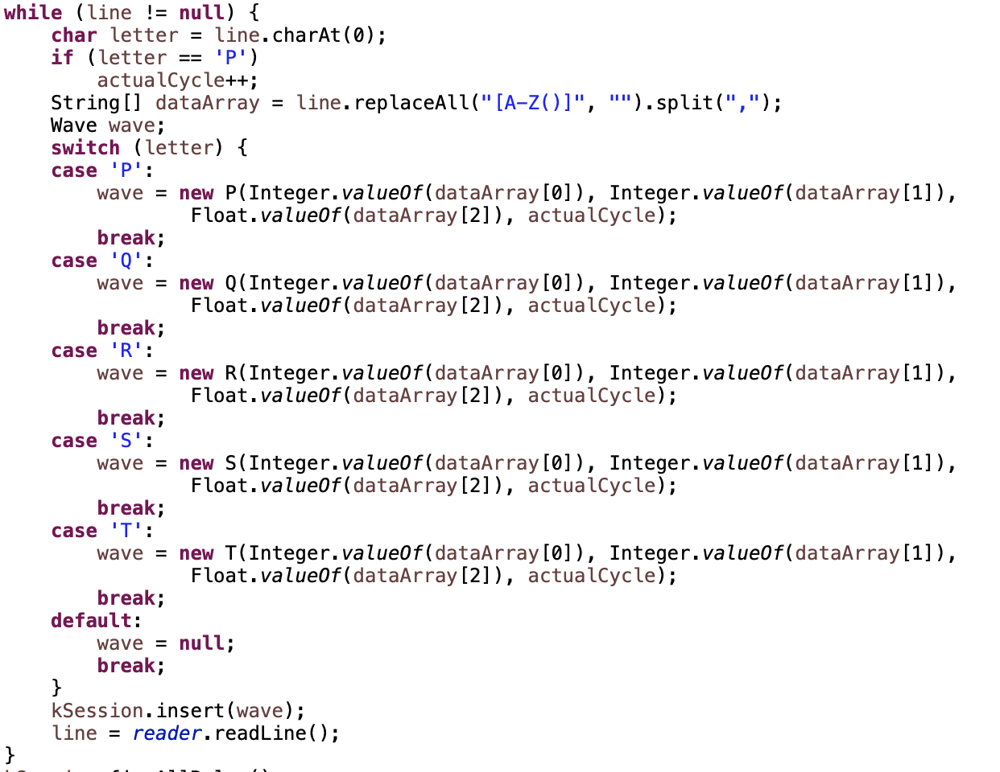 while (line != null) {
    char letter = line.charAt(0);
    if (letter == 'P')
        actualCycle++;
    String[] dataArray = line.replaceAll("[A-Z()]", "").split(",");
    Wave wave;
    switch (letter) {
    case 'P':
        wave = new P(Integer.valueOf(dataArray[0]), Integer.valueOf(dataArray[1]),
                Float.valueOf(dataArray[2]), actualCycle);
        break;
    case 'Q':
        wave = new Q(Integer.valueOf(dataArray[0]), Integer.valueOf(dataArray[1]),
                Float.valueOf(dataArray[2]), actualCycle);
        break;
    case 'R':
        wave = new R(Integer.valueOf(dataArray[0]), Integer.valueOf(dataArray[1]),
                Float.valueOf(dataArray[2]), actualCycle);
        break;
    case 'S':
        wave = new S(Integer.valueOf(dataArray[0]), Integer.valueOf(dataArray[1]),
                Float.valueOf(dataArray[2]), actualCycle);
        break;
    case 'T':
        wave = new T(Integer.valueOf(dataArray[0]), Integer.valueOf(dataArray[1]),
                Float.valueOf(dataArray[2]), actualCycle);
        break;
    default:
        wave = null;
        break;
    }
    kSession.insert(wave);
    line = reader.readLine();
}